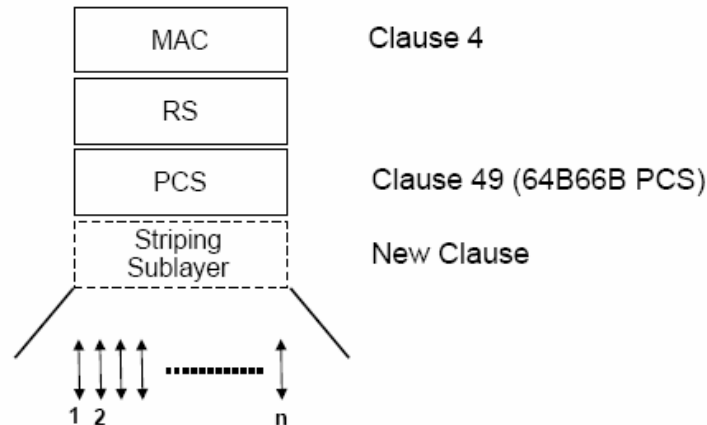 MAC Clause 4
RS
PCS Clause 49 (64B66B PCS)
Striping
Sublayer New Clause
1 2 n